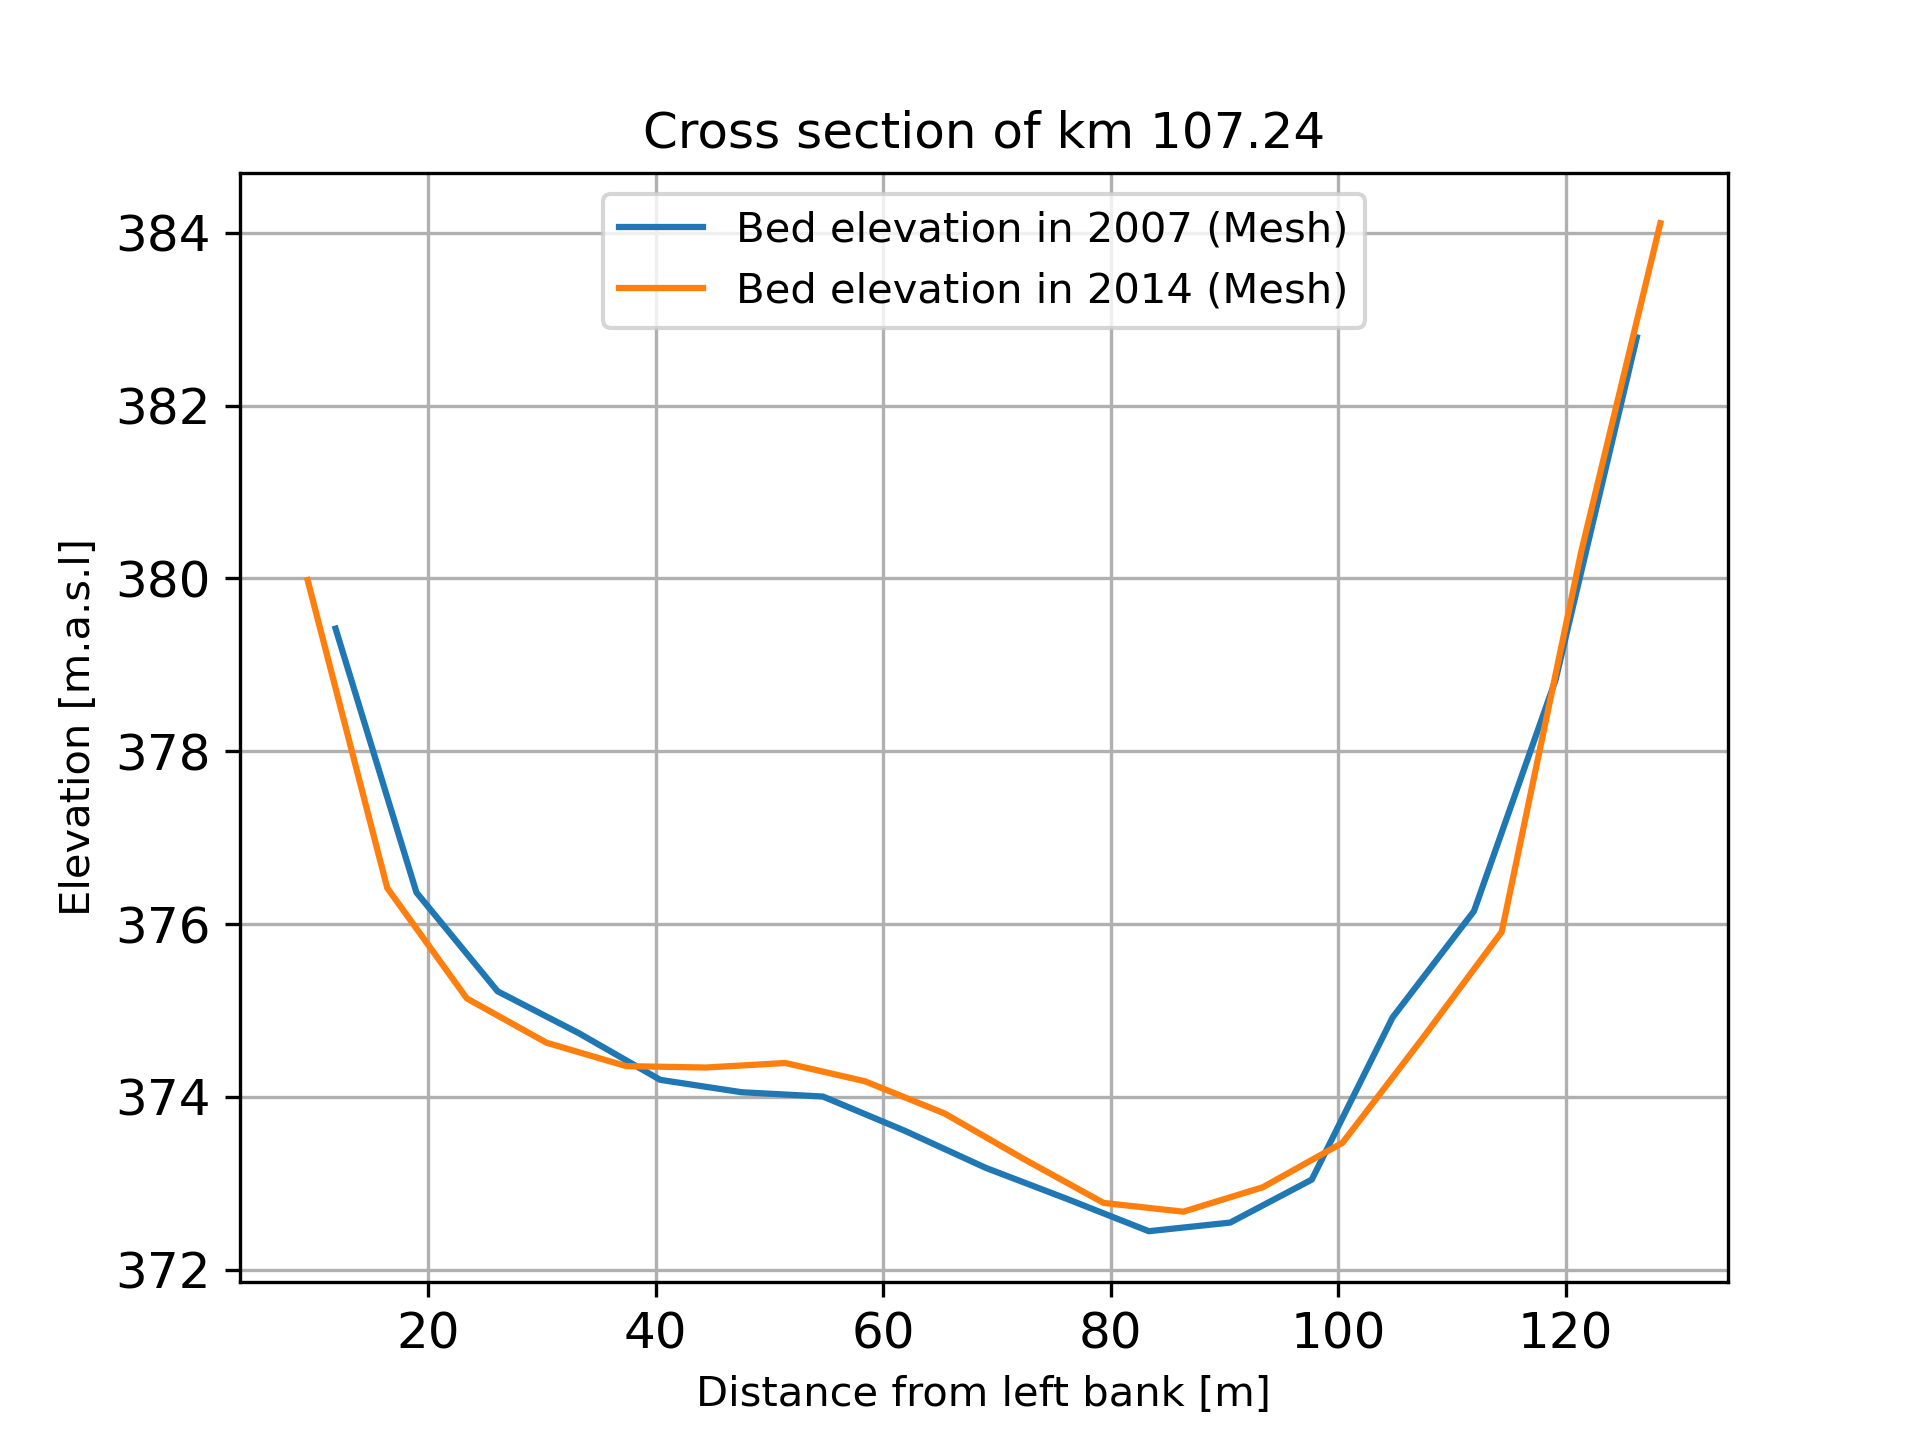 Cross section of km 107.24
Bed elevation in 2007 (Mesh)
Bed elevation in 2014 (Mesh)
384
382
380
378
376
374
372
Elevation [m.a.s.l]
20 40 60 80 100 120
Distance from left bank [m]